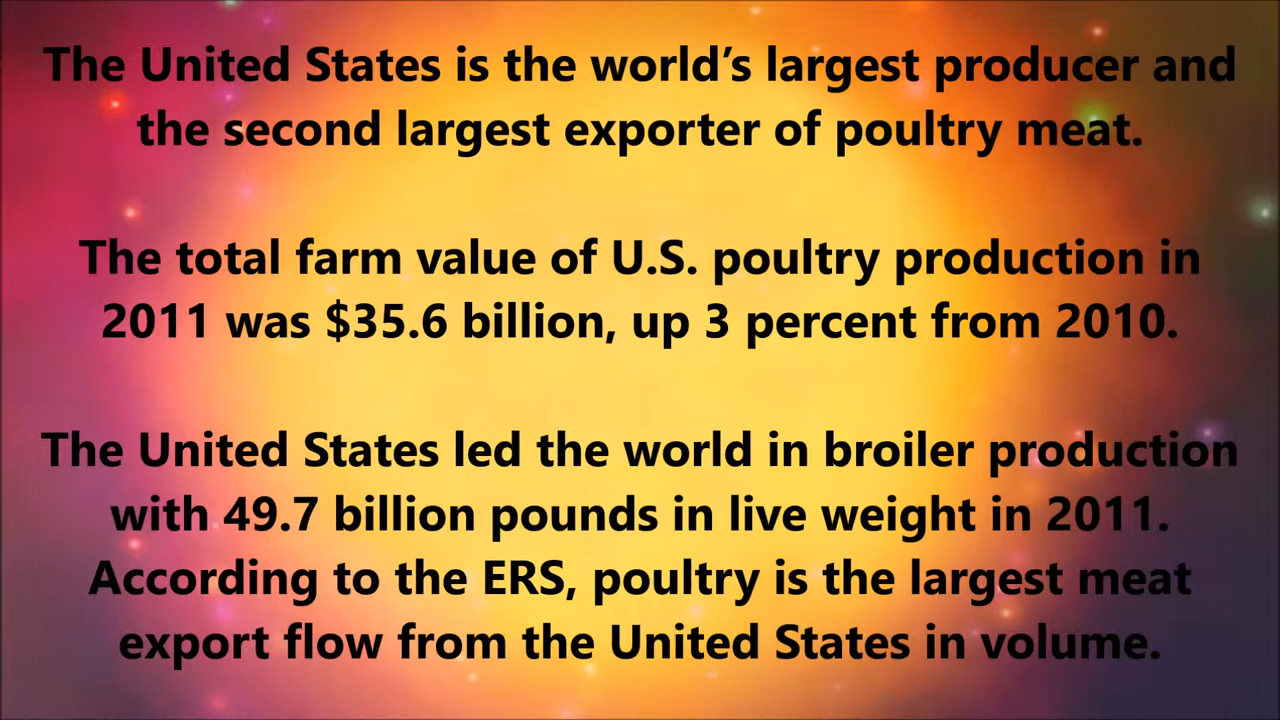 The United States is the world’s largest producer and
the second largest exporter of poultry meat.
The total farm value of U.S. poultry production in
2011 was $35.6 billion, up 3 percent from 2010.
The United States led the world in broiler production
with 49.7 billion pounds in live weight in 2011.
According to the ERS, poultry is the largest meat
export flow from the United States in volume.